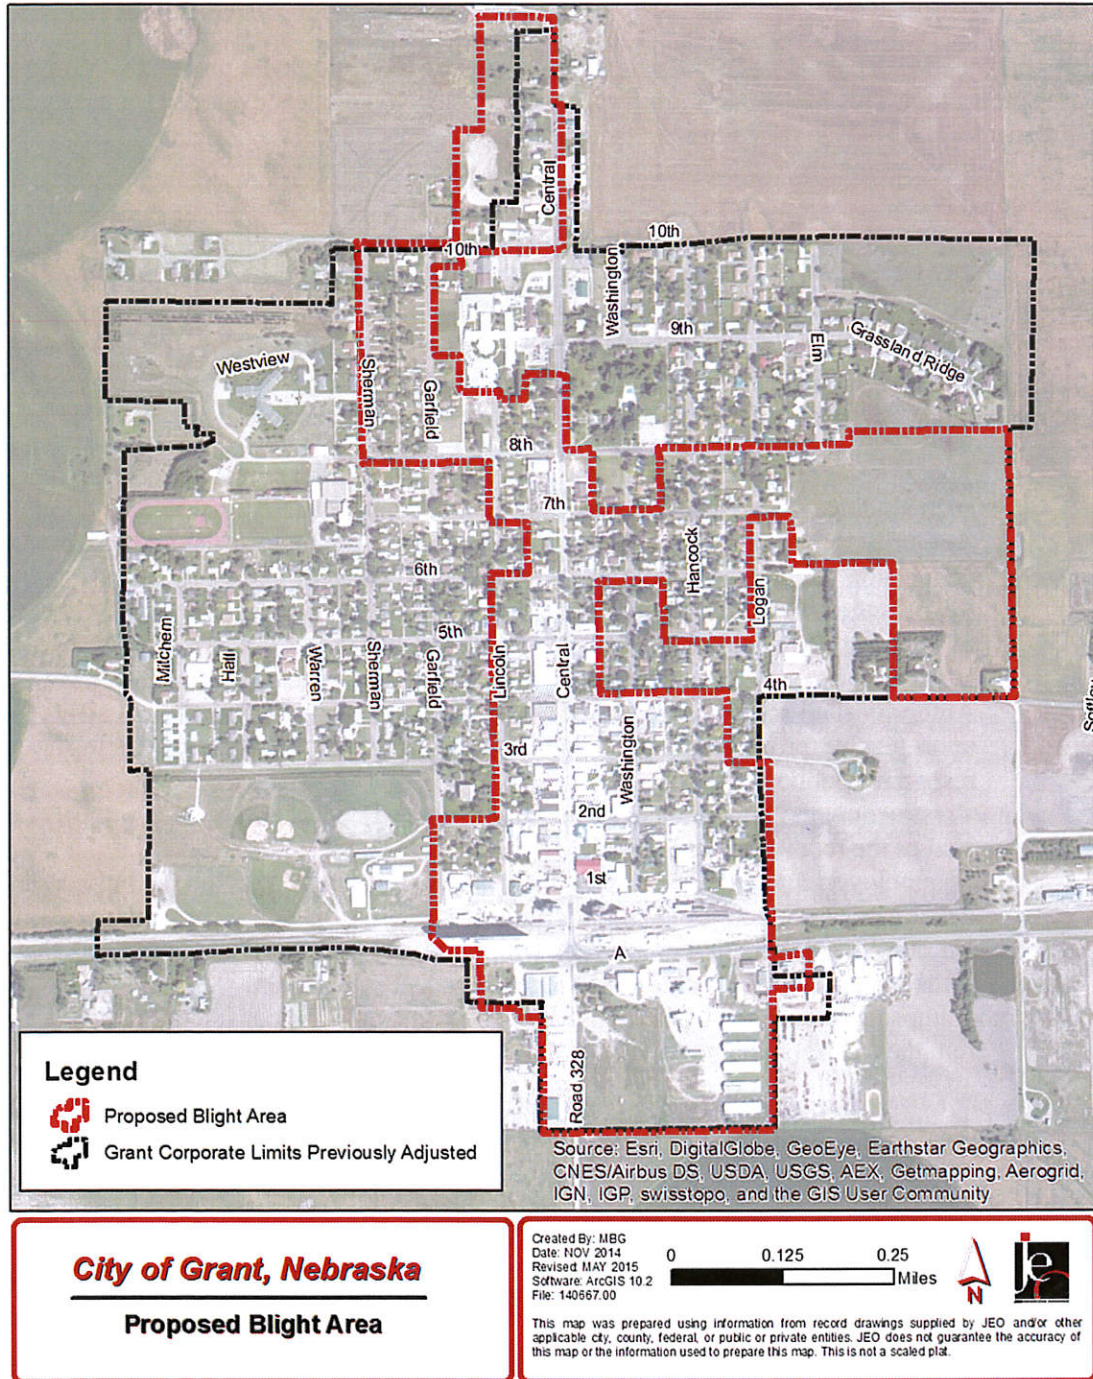 Central
10th
10th
Washington
9th
Elm
Grassland Ridge
Westview
Sherman
Garfield
8th
7th
Hancock
6th
Logan
5th
Mitchem
Hall
Warren
Sherman
Garfield
Lincoln
Central
4th
3rd
Washington
2nd
1st
A
Road 328
Legend
Proposed Blight Area
Grant Corporate Limits Previously Adjusted
Source: Esri, DigitalGlobe, GeoEye, Earthstar Geographics,
CNES/Airbus DS, USDA, USGS, AEX, Getmapping, Aerogrid,
IGN, IGP, swisstopo, and the GIS User Community
City of Grant, Nebraska
Proposed Blight Area
Created By: MBG
Date: NOV 2014
Revised: MAY 2015
Software: ArcGIS 10.2
File: 140667.00
0 0.125 0.25
Miles
N
je
This map was prepared using information from record drawings supplied by JEO and/or other
applicable city, county, federal, or public or private entities. JEO does not guarantee the accuracy of
this map or the information used to prepare this map. This is not a scaled plat.